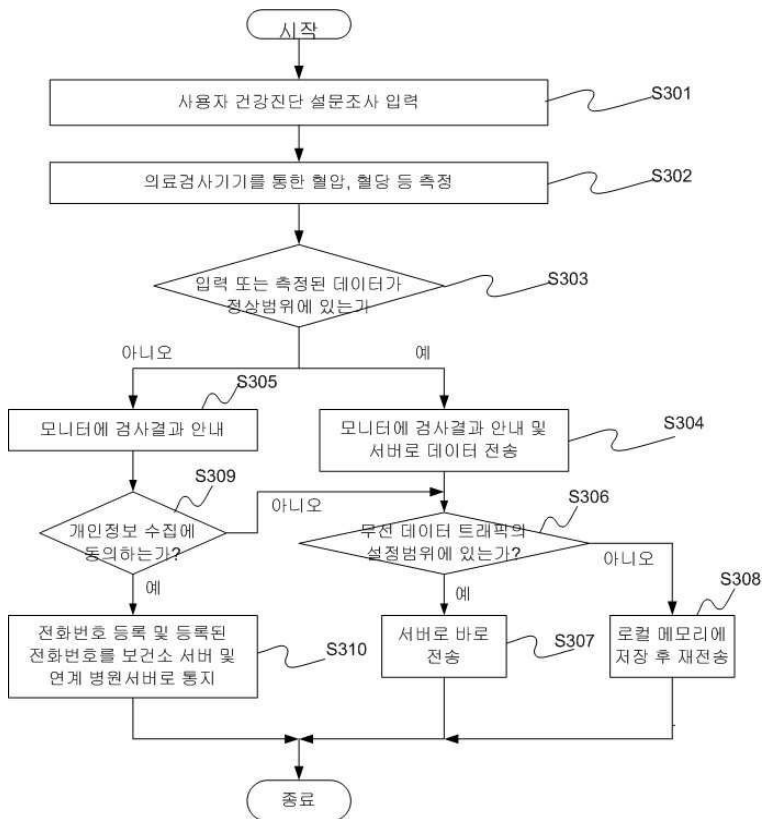 시작
사용자 건강진단 설문조사 입력
S301
의료검사기기를 통한 혈압, 혈당 등 측정
S302
입력 또는 측정된 데이터가
정상범위에 있는가
S303
아니오
예
S305
모니터에 검사결과 안내
모니터에 검사결과 안내 및
서버로 데이터 전송
S304
S309
개인정보 수집에
동의하는가?
아니오
S306
무선 데이터 트래픽의
설정범위에 있는가?
아니오
예
예
S308
전화번호 등록 및 등록된
전화번호를 보건소 서버 및
연계 병원서버로 통지
S310
서버로 바로
전송
S307
로컬 메모리에
저장 후 재전송
종료